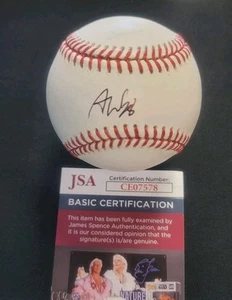 JSA
Certification Number
CE07578
BASIC CERTIFICATION
This item has been fully examined by
James Spence Authentication, and
it is our considered opinion that the
signature(s) is/are genuine.
NATURE